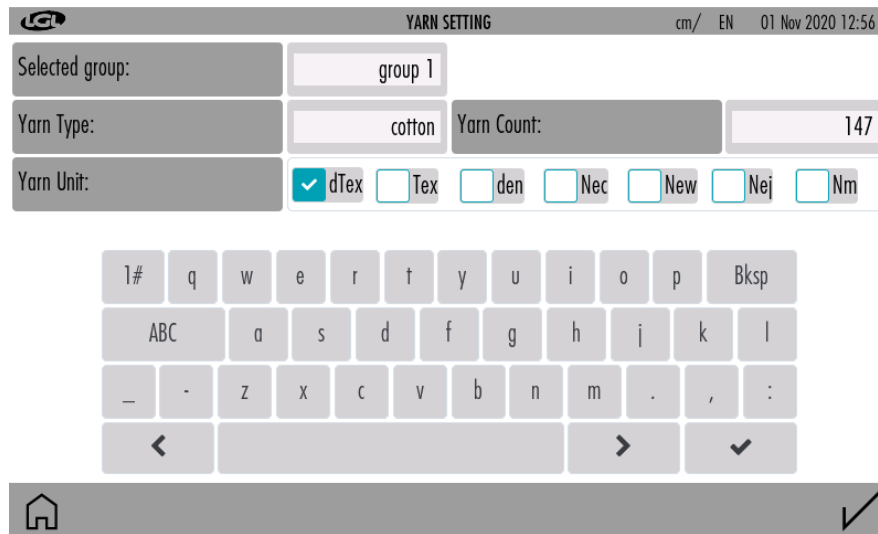 LGL YARN SETTING cm/ EN 01 Nov 2020 12:56
Selected group: group 1
Yarn Type: cotton Yarn Count: 147
Yarn Unit: dTex Tex den Nec New Nej Nm
1# q w e r t y u i o p Bksp
ABC a s d f g h j k l
_ - z x c v b n m . , :